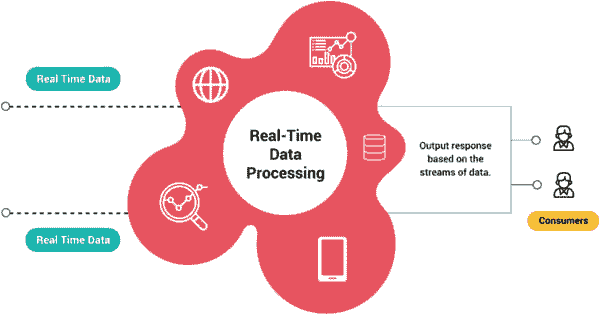 Real Time Data
Real-Time
Data
Processing
Output response
based on the
streams of data.
Real Time Data
Consumers